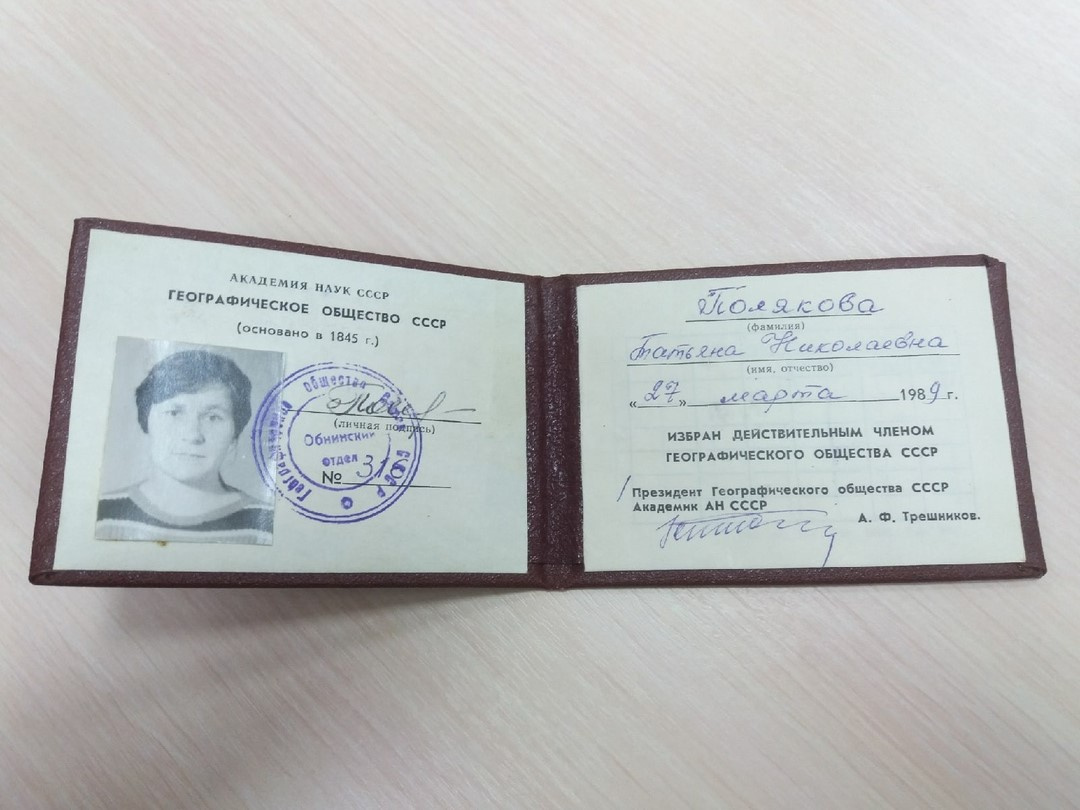 АКАДЕМИЯ НАУК СССР
ГЕОГРАФИЧЕСКОЕ ОБЩЕСТВО СССР
(основано в 1845 г.)
(личная подпись)
Обнинский
отдел
№ 316
Полякова
(фамилия)
Татьяна Николаевна
(имя, отчество)
«27» марта 1989 г.
ИЗБРАН ДЕЙСТВИТЕЛЬНЫМ ЧЛЕНОМ
ГЕОГРАФИЧЕСКОГО ОБЩЕСТВА СССР
Президент Географического общества СССР
Академик АН СССР
А. Ф. Трешников.